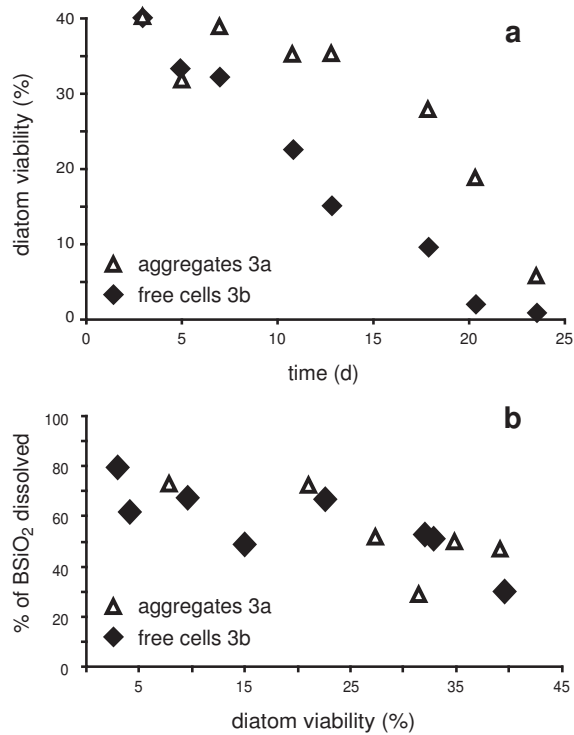 a
40
30
20
10
0
diatom viability (%)
aggregates 3a
free cells 3b
0 5 10 15 20 25
time (d)
b
100
80
60
40
20
0
% of BSiO₂ dissolved
aggregates 3a
free cells 3b
5 15 25 35 45
diatom viability (%)